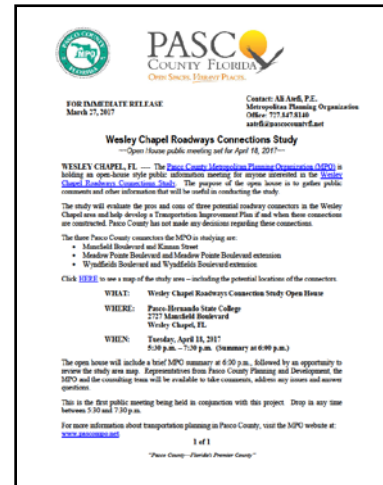 PASCO COUNTY
MPO
FLORIDA
PASCO
COUNTY FLORIDA
OPEN SPACES. VIBRANT PLACES.
FOR IMMEDIATE RELEASE
March 27, 2017
Contact: Ali Atefi, P.E.
Metropolitan Planning Organization
Office: 727.847.8140
aatefi@pascocountyfl.net
Wesley Chapel Roadways Connections Study
—Open House public meeting set for April 18, 2017—
WESLEY CHAPEL, FL — The Pasco County Metropolitan Planning Organization (MPO) is
holding an open-house style public information meeting for anyone interested in the Wesley
Chapel Roadways Connections Study. The purpose of the open house is to gather public
comments and other information that will be useful in conducting the study.
The study will evaluate the pros and cons of three potential roadway connectors in the Wesley
Chapel area and help develop a Transportation Improvement Plan if and when these connections
are constructed. Pasco County has not made any decisions regarding these connections.
The three Pasco County connectors the MPO is studying are:
• Mansfield Boulevard and Kinnan Street
• Meadow Pointe Boulevard and Meadow Pointe Boulevard extension
• Wyndfields Boulevard and Wyndfields Boulevard extension
Click HERE to see a map of the study area – including the potential locations of the connectors.
WHAT: Wesley Chapel Roadways Connection Study Open House
WHERE: Pasco-Hernando State College
2727 Mansfield Boulevard
Wesley Chapel, FL
WHEN: Tuesday, April 18, 2017
5:30 p.m. – 7:30 p.m. (Summary at 6:00 p.m.)
The open house will include a brief MPO summary at 6:00 p.m., followed by an opportunity to
review the study area map. Representatives from Pasco County Planning and Development, the
MPO and the consulting team will be available to take comments, address any issues and answer
questions.
This is the first public meeting being held in conjunction with this project. Drop in any time
between 5:30 and 7:30 p.m.
For more information about transportation planning in Pasco County, visit the MPO website at:
www.pascompo.net.
1 of 1
"Pasco County—Florida's Premier County"